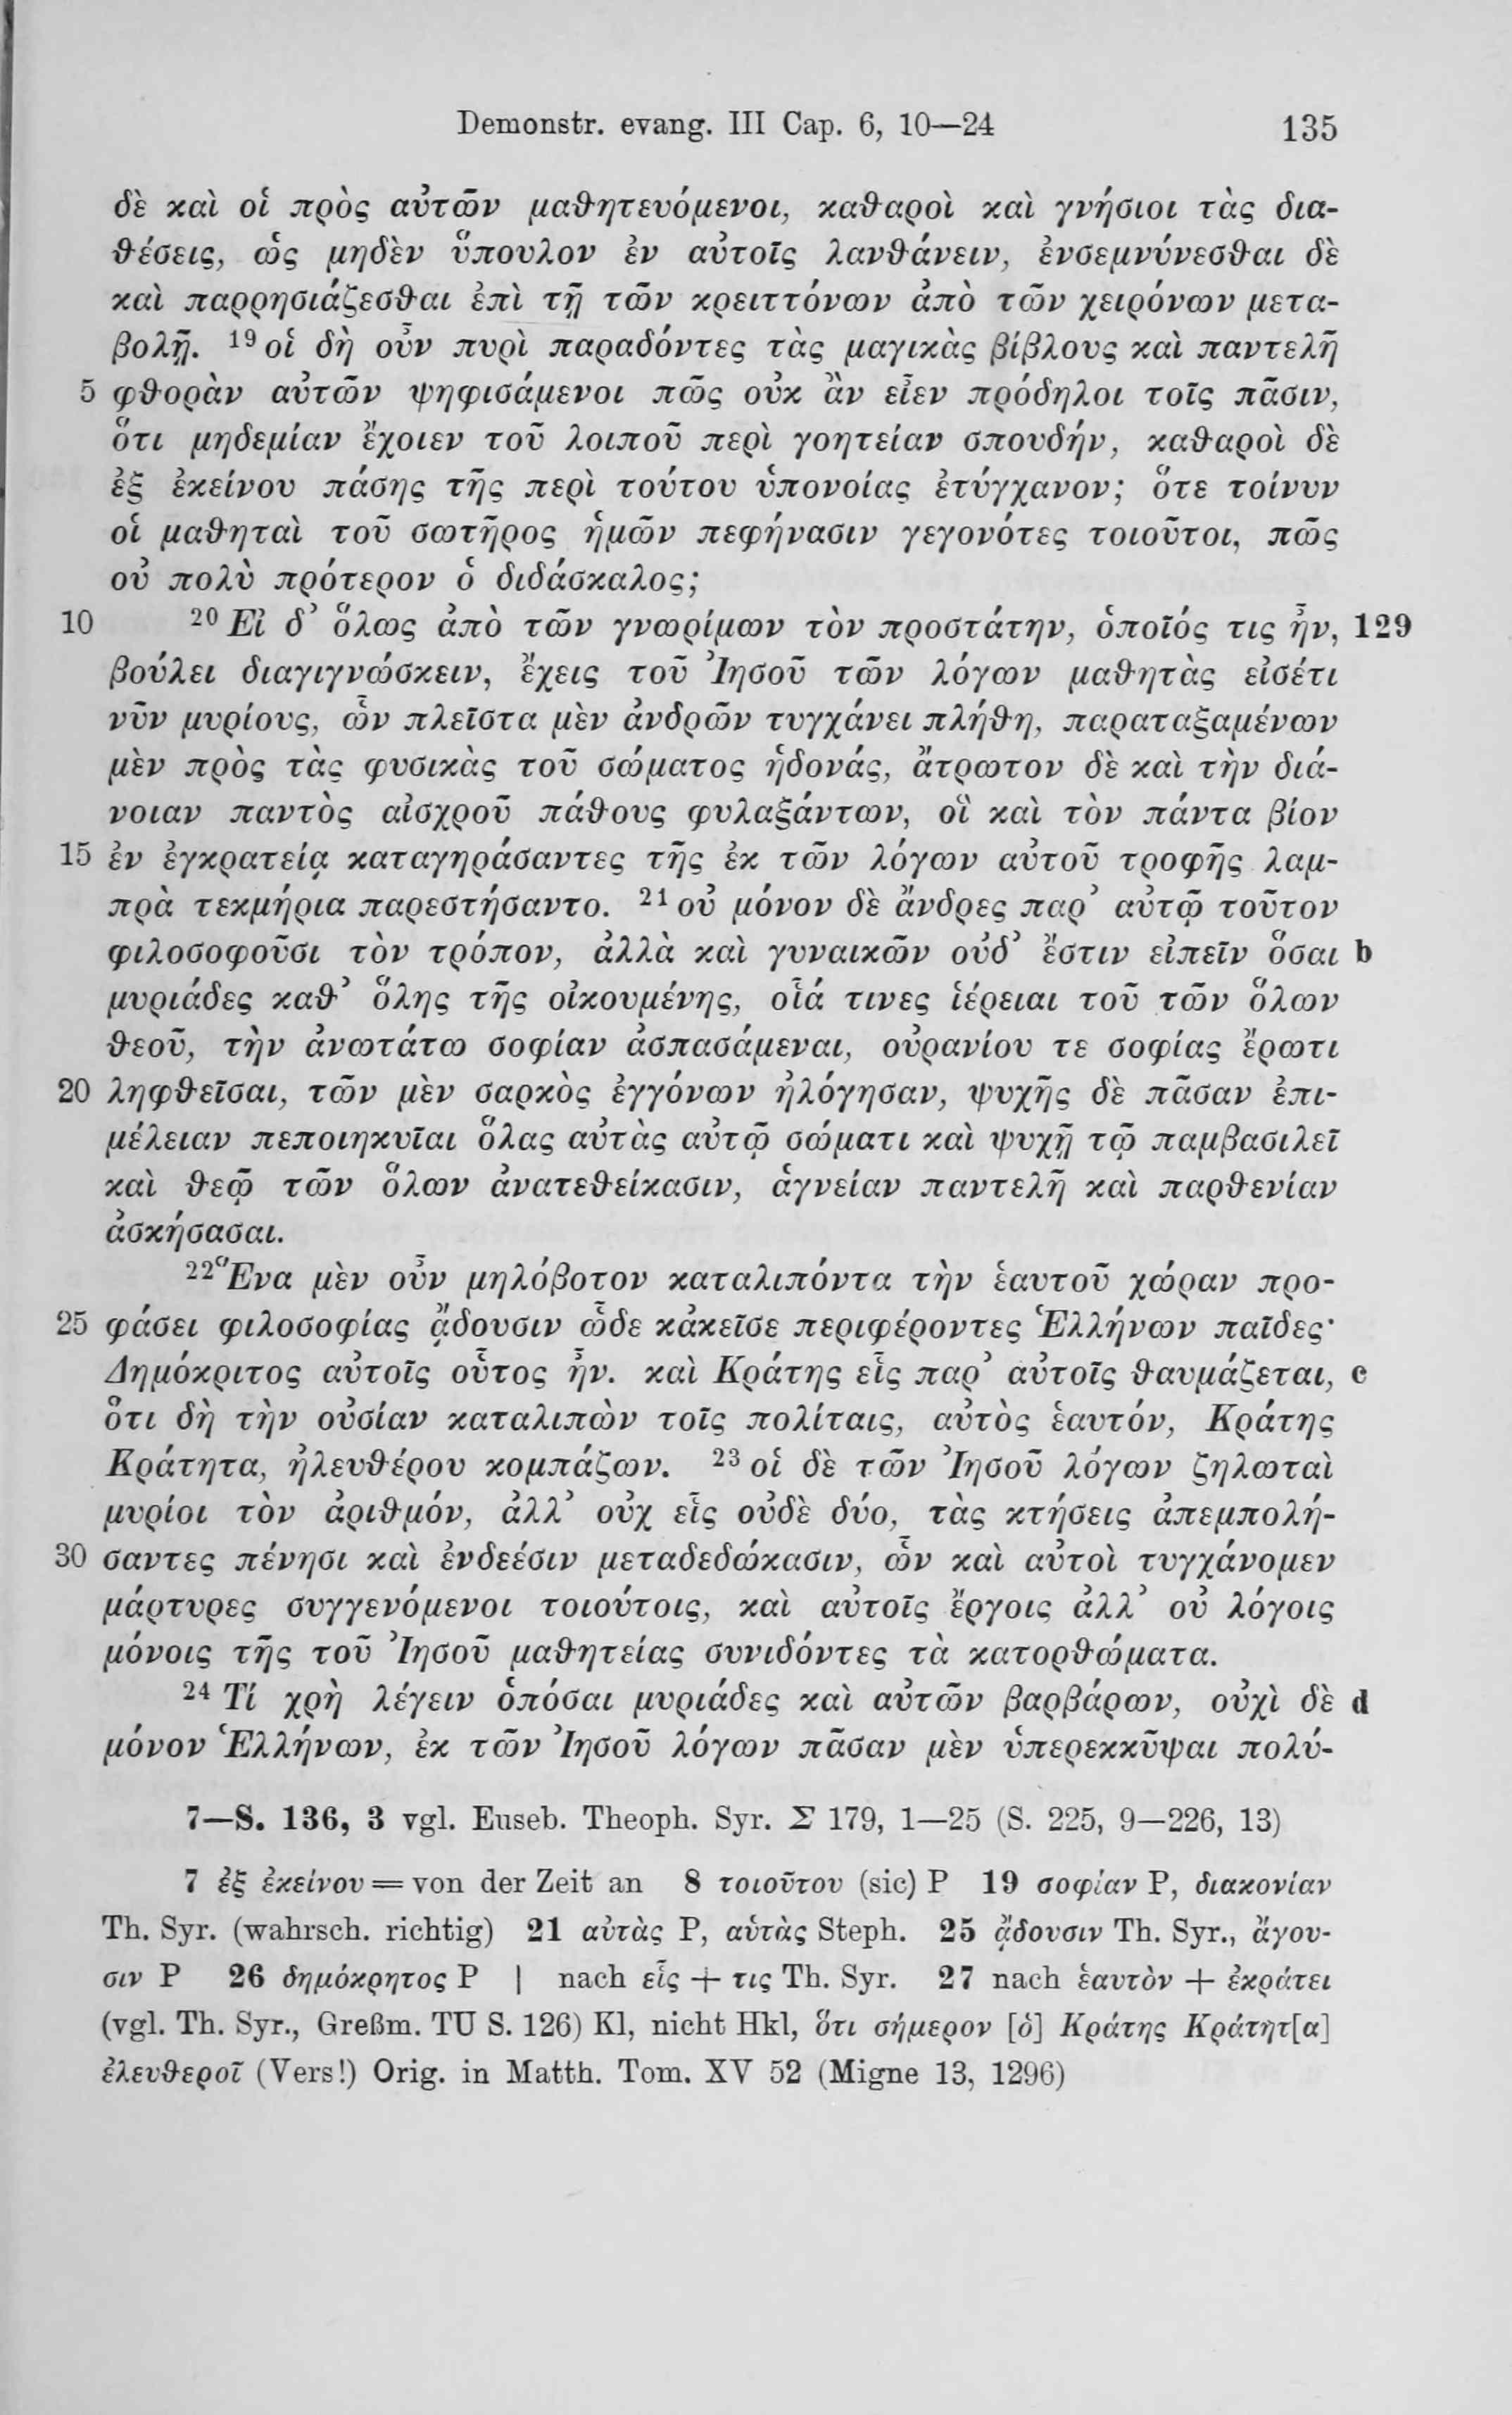 Demonstr. evang. III Cap. 6, 10—24 135
δὲ καὶ οἱ πρὸς αὐτῶν μαθητευόμενοι, καθαροὶ καὶ γνήσιοι τὰς δια-
θέσεις, ὡς μηδὲν ὕπουλον ἐν αὐτοῖς λανθάνειν, ἐνσεμνύνεσθαι δὲ
καὶ παρρησιάζεσθαι ἐπὶ τῇ τῶν κρειττόνων ἀπὸ τῶν χειρόνων μετα-
βολῇ. ¹⁹ οἱ δὴ οὖν πυρὶ παραδόντες τὰς μαγικὰς βίβλους καὶ παντελῆ
5 φθορὰν αὐτῶν ψηφισάμενοι πῶς οὐκ ἂν εἶεν πρόδηλοι τοῖς πᾶσιν,
ὅτι μηδεμίαν ἔχοιεν τοῦ λοιποῦ περὶ γοητείαν σπουδήν, καθαροὶ δὲ
ἐξ ἐκείνου πάσης τῆς περὶ τούτου ὑπονοίας ἐτύγχανον; ὅτε τοίνυν
οἱ μαθηταὶ τοῦ σωτῆρος ἡμῶν πεφήνασιν γεγονότες τοιοῦτοι, πῶς
οὐ πολὺ πρότερον ὁ διδάσκαλος;
10 ²⁰ Εἰ δ’ ὅλως ἀπὸ τῶν γνωρίμων τὸν προστάτην, ὁποῖός τις ἦν, 129
βούλει διαγιγνώσκειν, ἔχεις τοῦ Ἰησοῦ τῶν λόγων μαθητὰς εἰσέτι
νῦν μυρίους, ὧν πλεῖστα μὲν ἀνδρῶν τυγχάνει πλήθη, παραταξαμένων
μὲν πρὸς τὰς φυσικὰς τοῦ σώματος ἡδονάς, ἄτρωτον δὲ καὶ τὴν διά-
νοιαν παντὸς αἰσχροῦ πάθους φυλαξάντων, οἳ καὶ τὸν πάντα βίον
15 ἐν ἐγκρατείᾳ καταγηράσαντες τῆς ἐκ τῶν λόγων αὐτοῦ τροφῆς λαμ-
πρὰ τεκμήρια παρεστήσαντο. ²¹ οὐ μόνον δὲ ἄνδρες παρ’ αὐτῷ τοῦτον
φιλοσοφοῦσι τὸν τρόπον, ἀλλὰ καὶ γυναικῶν οὐδ’ ἔστιν εἰπεῖν ὅσαι b
μυριάδες καθ’ ὅλης τῆς οἰκουμένης, οἷά τινες ἱέρειαι τοῦ τῶν ὅλων
θεοῦ, τὴν ἀνωτάτω σοφίαν ἀσπασάμεναι, οὐρανίου τε σοφίας ἔρωτι
20 ληφθεῖσαι, τῶν μὲν σαρκὸς ἐγγόνων ἠλόγησαν, ψυχῆς δὲ πᾶσαν ἐπι-
μέλειαν πεποιηκυῖαι ὅλας αὐτὰς αὐτῷ σώματι καὶ ψυχῇ τῷ παμβασιλεῖ
καὶ θεῷ τῶν ὅλων ἀνατεθείκασιν, ἁγνείαν παντελῆ καὶ παρθενίαν
ἀσκήσασαι.
²² Ἕνα μὲν οὖν μηλόβοτον καταλιπόντα τὴν ἑαυτοῦ χώραν προ-
25 φάσει φιλοσοφίας ᾄδουσιν ὧδε κἀκεῖσε περιφέροντες Ἑλλήνων παῖδες·
Δημόκριτος αὐτοῖς οὗτος ἦν. καὶ Κράτης εἷς παρ’ αὐτοῖς θαυμάζεται, c
ὅτι δὴ τὴν οὐσίαν καταλιπὼν τοῖς πολίταις, αὐτὸς ἑαυτόν, Κράτης
Κράτητα, ἠλευθέρου κομπάζων. ²³ οἱ δὲ τῶν Ἰησοῦ λόγων ζηλωταὶ
μυρίοι τὸν ἀριθμόν, ἀλλ’ οὐχ εἷς οὐδὲ δύο, τὰς κτήσεις ἀπεμπολή-
30 σαντες πένησι καὶ ἐνδεέσιν μεταδεδώκασιν, ὧν καὶ αὐτοὶ τυγχάνομεν
μάρτυρες συγγενόμενοι τοιούτοις, καὶ αὐτοῖς ἔργοις ἀλλ’ οὐ λόγοις
μόνοις τῆς τοῦ Ἰησοῦ μαθητείας συνιδόντες τὰ κατορθώματα.
²⁴ Τί χρὴ λέγειν ὁπόσαι μυριάδες καὶ αὐτῶν βαρβάρων, οὐχὶ δὲ d
μόνον Ἑλλήνων, ἐκ τῶν Ἰησοῦ λόγων πᾶσαν μὲν ὑπερεκκῦψαι πολύ-
7—S. 136, 3 vgl. Euseb. Theoph. Syr. Σ 179, 1—25 (S. 225, 9—226, 13)
7 ἐξ ἐκείνου = von der Zeit an 8 τοιοῦτου (sic) P 19 σοφίαν P, διακονίαν
Th. Syr. (wahrsch. richtig) 21 αὐτὰς P, αὑτὰς Steph. 25 ᾄδουσιν Th. Syr., ἄγου-
σιν P 26 δημόκρητος P | nach εἷς + τις Th. Syr. 27 nach ἑαυτὸν + ἐκράτει
(vgl. Th. Syr., Greßm. TU S. 126) Kl, nicht Hkl, ὅτι σήμερον [ὁ] Κράτης Κράτητ[α]
ἐλευθεροῖ (Vers!) Orig. in Matth. Tom. XV 52 (Migne 13, 1296)